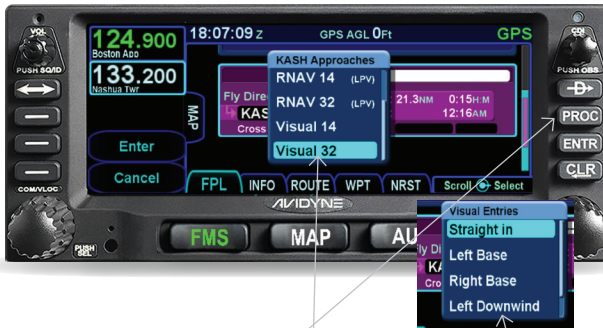 VOL
PUSH SQ/ID
COM/VLOC
PUSH SEL
124.900
Boston App
133.200
Nashua Twr
Enter
Cancel
18:07:09 Z
GPS AGL 0Ft
GPS
MAP
KASH Approaches
RNAV 14 (LPV)
RNAV 32 (LPV)
Visual 14
Visual 32
Fly Dire
KAS
Cross
21.3NM
0:15H:M
12:16AM
FPL
INFO
ROUTE
WPT
NRST
Scroll
Select
AVIDYNE
FMS
MAP
AU
CDI
PUSH OBS
D
PROC
ENTR
CLR
Visual Entries
Straight in
Left Base
Right Base
Left Downwind
ly Di
KA
Cro